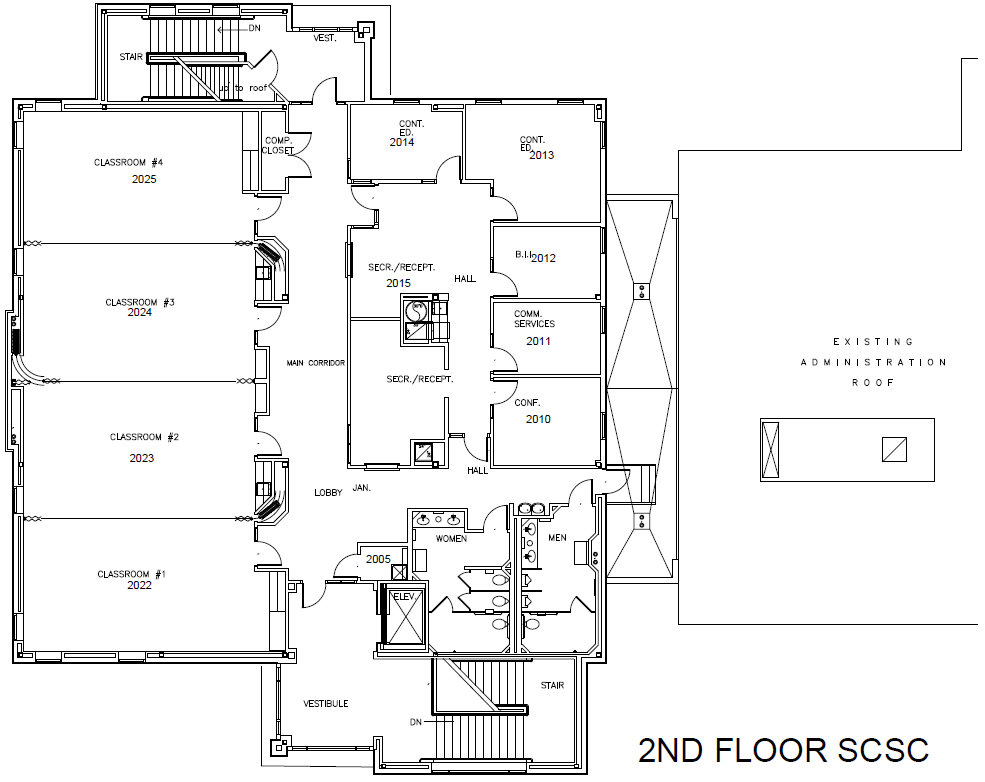 DN
VEST.
STAIR
up to roof
CONT.
ED.
2014
CONT.
ED.
2013
COMP.
CLOSET
CLASSROOM #4
2025
B.I.I.
2012
SECR./RECEPT.
2015
HALL
CLASSROOM #3
2024
COMM.
SERVICES
2011
EXISTING
ADMINISTRATION
ROOF
MAIN CORRIDOR
SECR./RECEPT.
CONF.
2010
CLASSROOM #2
2023
HALL
LOBBY
JAN.
WOMEN
MEN
2005
CLASSROOM #1
2022
ELEV.
STAIR
VESTIBULE
DN
2ND FLOOR SCSC